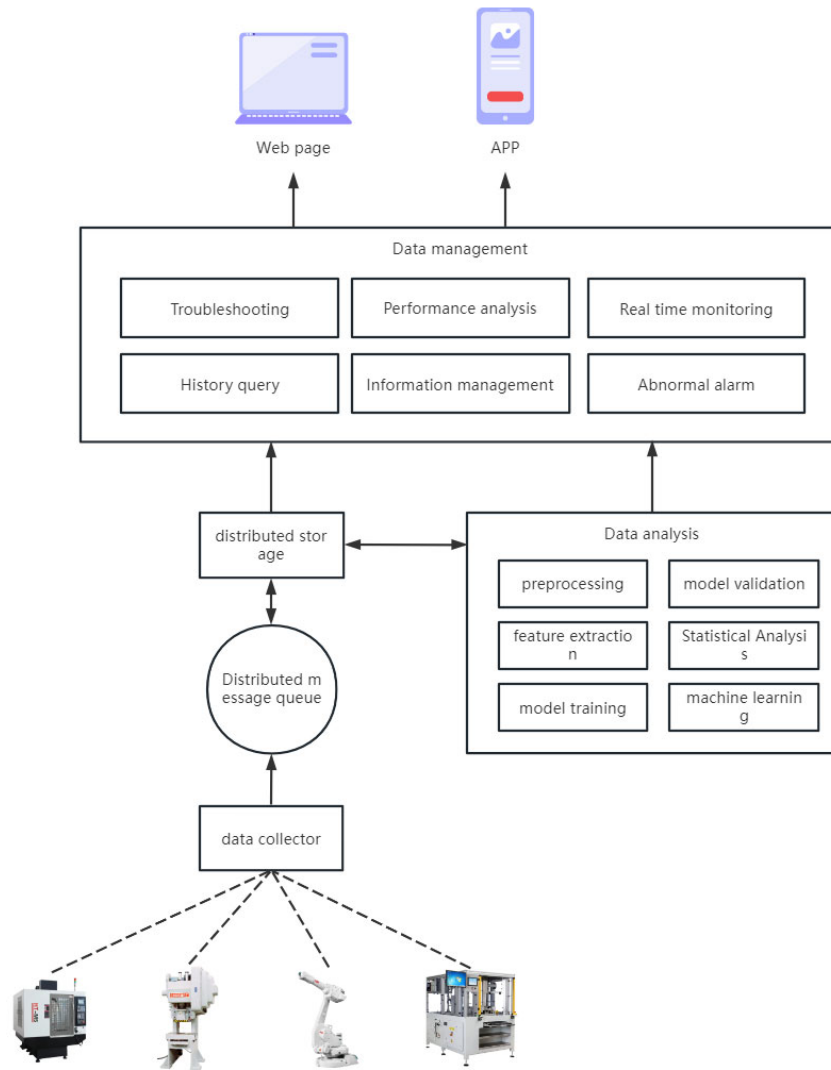 Web page
APP
Data management
Troubleshooting
Performance analysis
Real time monitoring
History query
Information management
Abnormal alarm
distributed stor
age
Data analysis
preprocessing
model validation
feature extractio
n
Statistical Analysi
s
model training
machine learnin
g
Distributed m
essage queue
data collector